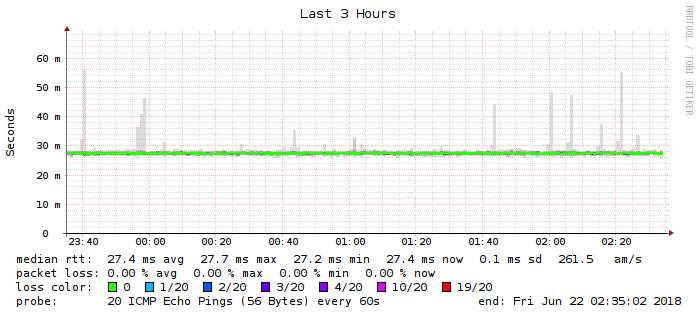 Last 3 Hours
RRDTOOL / TOBI OETIKER
Seconds
60 m
50 m
40 m
30 m
20 m
10 m
0
23:40 00:00 00:20 00:40 01:00 01:20 01:40 02:00 02:20
median rtt: 27.4 ms avg 27.7 ms max 27.2 ms min 27.4 ms now 0.1 ms sd 261.5 am/s
packet loss: 0.00 % avg 0.00 % max 0.00 % min 0.00 % now
loss color: 0 1/20 2/20 3/20 4/20 10/20 19/20
probe: 20 ICMP Echo Pings (56 Bytes) every 60s end: Fri Jun 22 02:35:02 2018